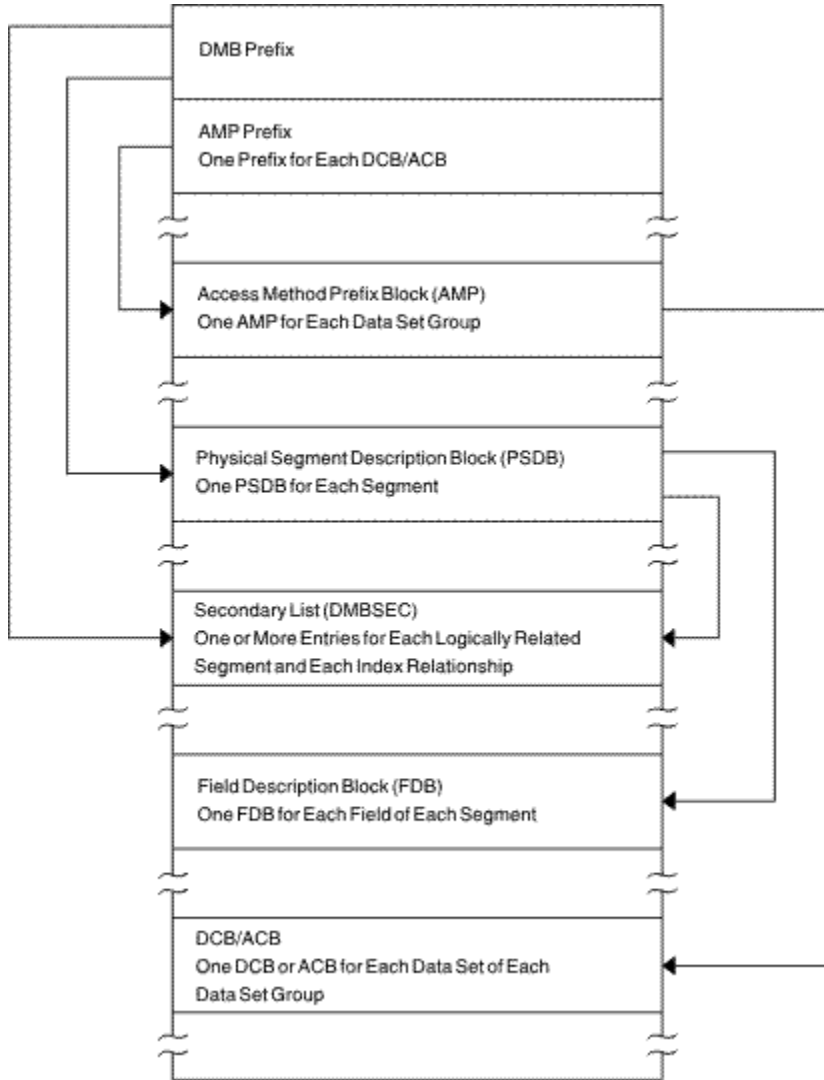 DMB Prefix
AMP Prefix
One Prefix for Each DCB/ACB
Access Method Prefix Block (AMP)
One AMP for Each Data Set Group
Physical Segment Description Block (PSDB)
One PSDB for Each Segment
Secondary List (DMBSEC)
One or More Entries for Each Logically Related
Segment and Each Index Relationship
Field Description Block (FDB)
One FDB for Each Field of Each Segment
DCB/ACB
One DCB or ACB for Each Data Set of Each
Data Set Group